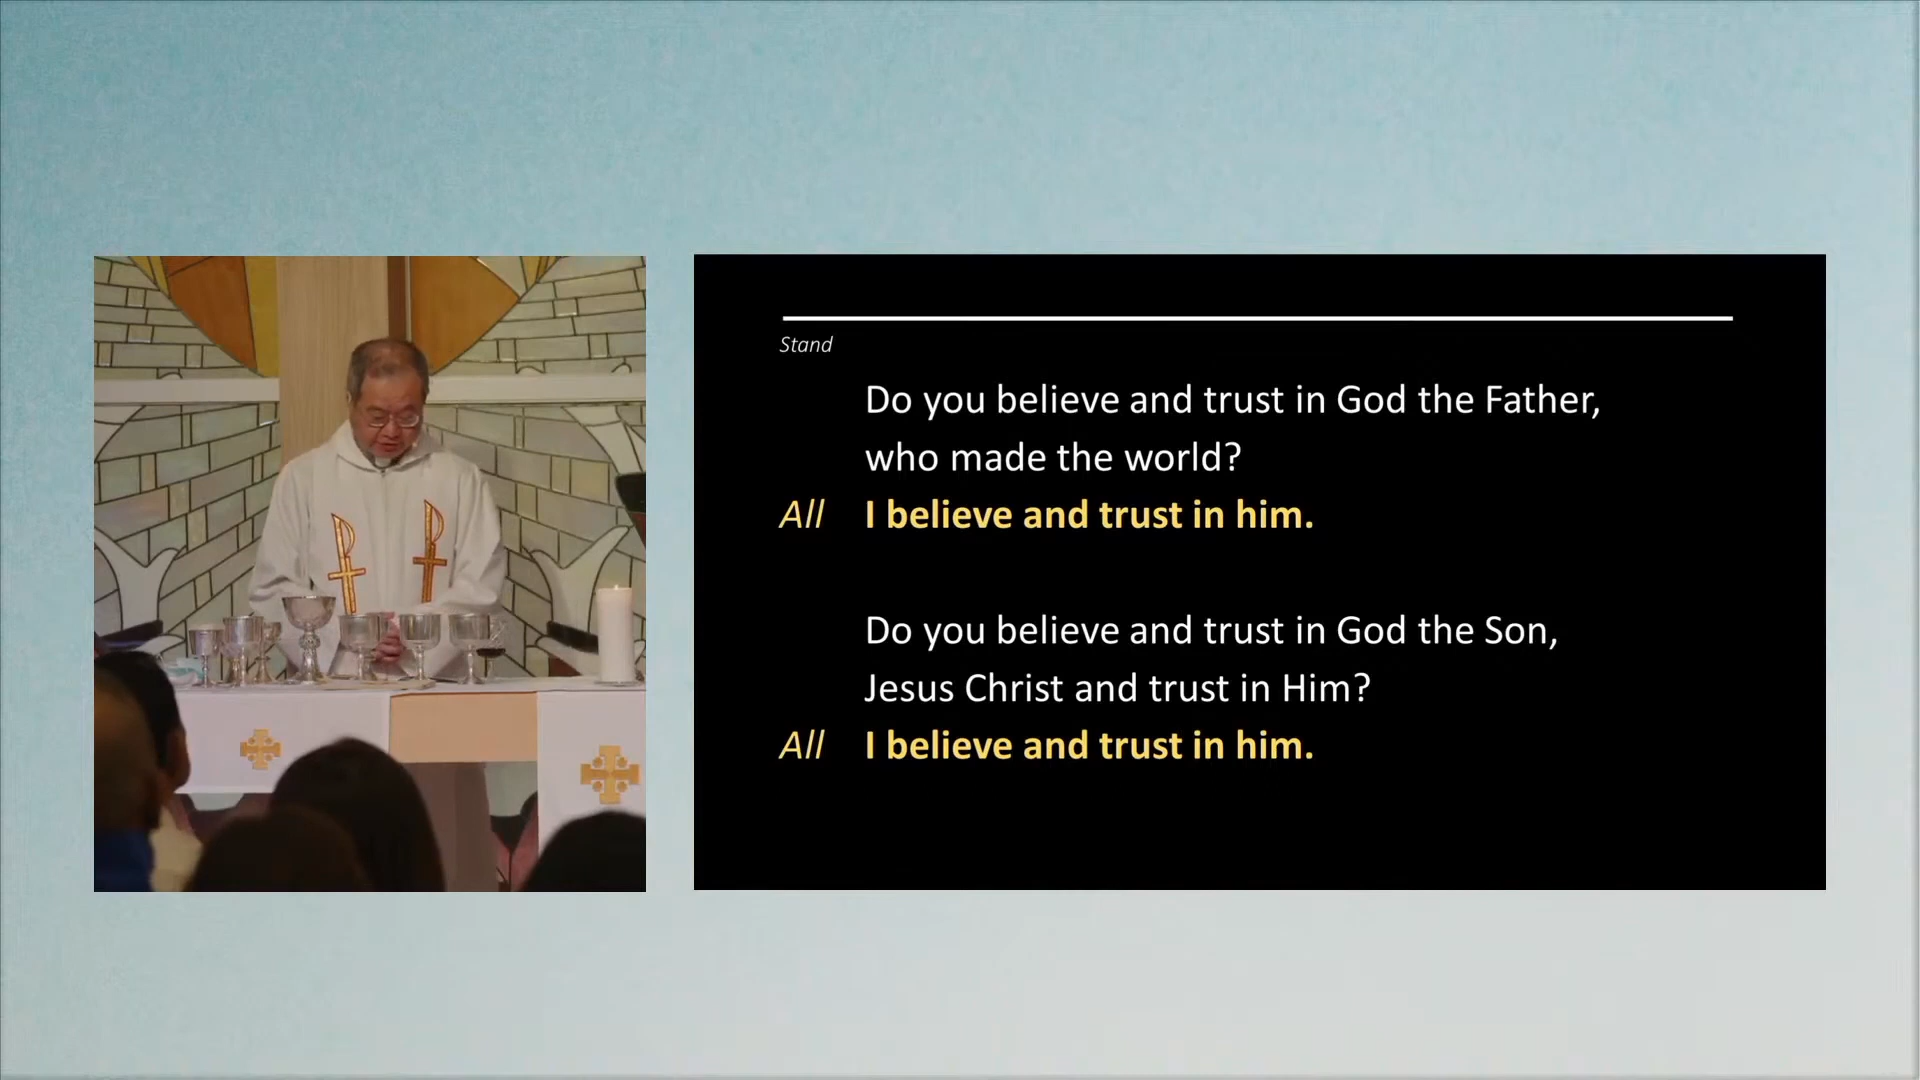 Stand
Do you believe and trust in God the Father,
who made the world?
All I believe and trust in him.
Do you believe and trust in God the Son,
Jesus Christ and trust in Him?
All I believe and trust in him.